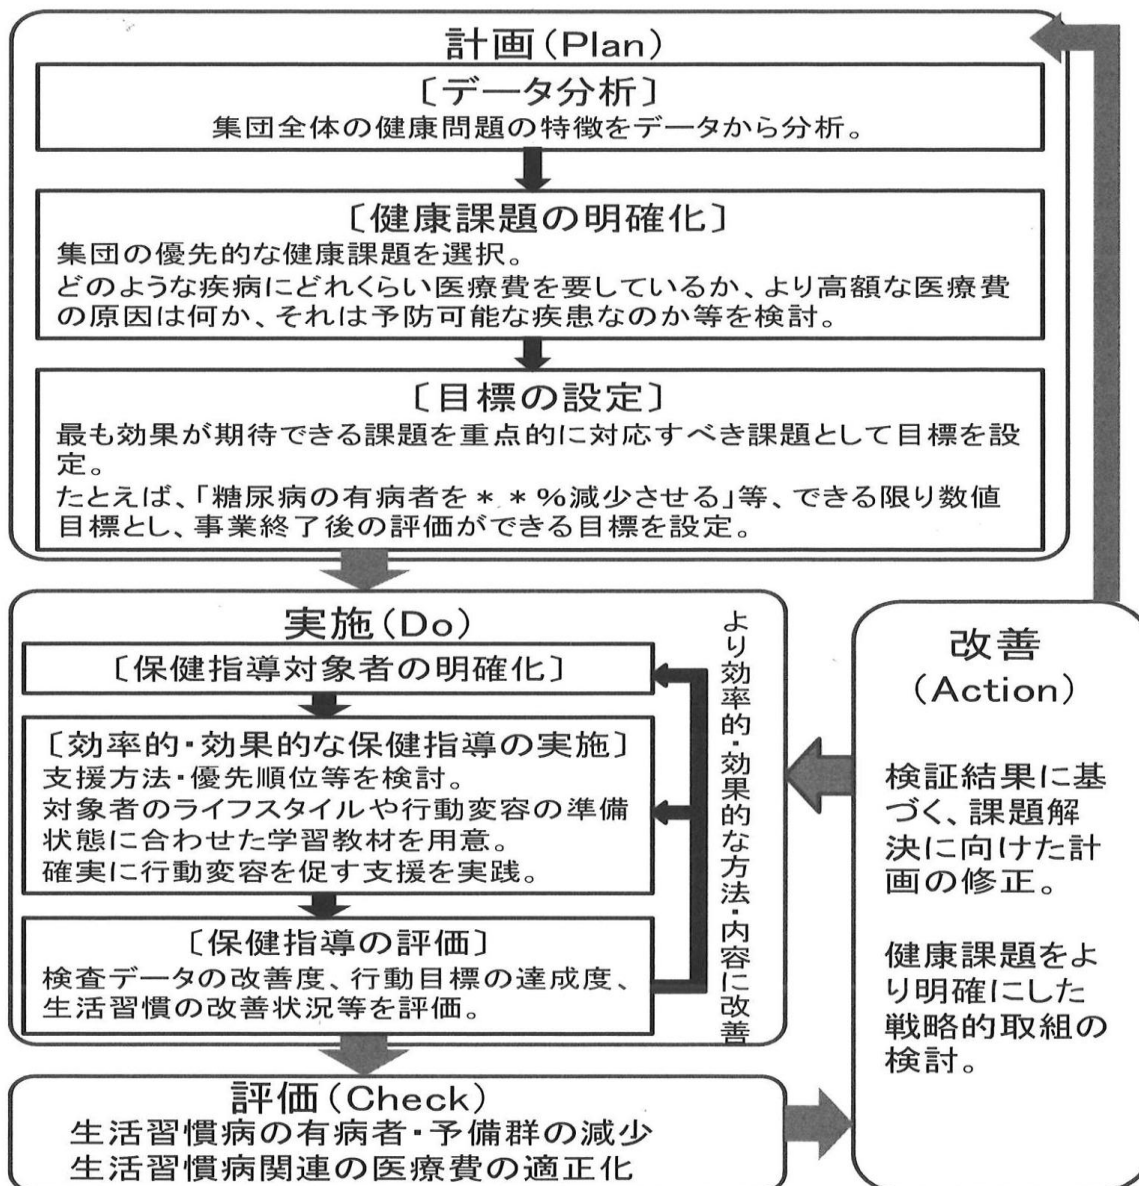 計画(Plan)
〔データ分析〕
集団全体の健康問題の特徴をデータから分析。
〔健康課題の明確化〕
集団の優先的な健康課題を選択。
どのような疾病にどれくらい医療費を要しているか、より高額な医療費
の原因は何か、それは予防可能な疾患なのか等を検討。
〔目標の設定〕
最も効果が期待できる課題を重点的に対応すべき課題として目標を設
定。
たとえば、「糖尿病の有病者を＊＊%減少させる」等、できる限り数値
目標とし、事業終了後の評価ができる目標を設定。
実施(Do)
〔保健指導対象者の明確化〕
〔効率的・効果的な保健指導の実施〕
支援方法・優先順位等を検討。
対象者のライフスタイルや行動変容の準備
状態に合わせた学習教材を用意。
確実に行動変容を促す支援を実践。
〔保健指導の評価〕
検査データの改善度、行動目標の達成度、
生活習慣の改善状況等を評価。
より効率的・効果的な方法・内容に改善
評価(Check)
生活習慣病の有病者・予備群の減少
生活習慣病関連の医療費の適正化
改善
(Action)
検証結果に基
づく、課題解
決に向けた計
画の修正。
健康課題をよ
り明確にした
戦略的取組の
検討。